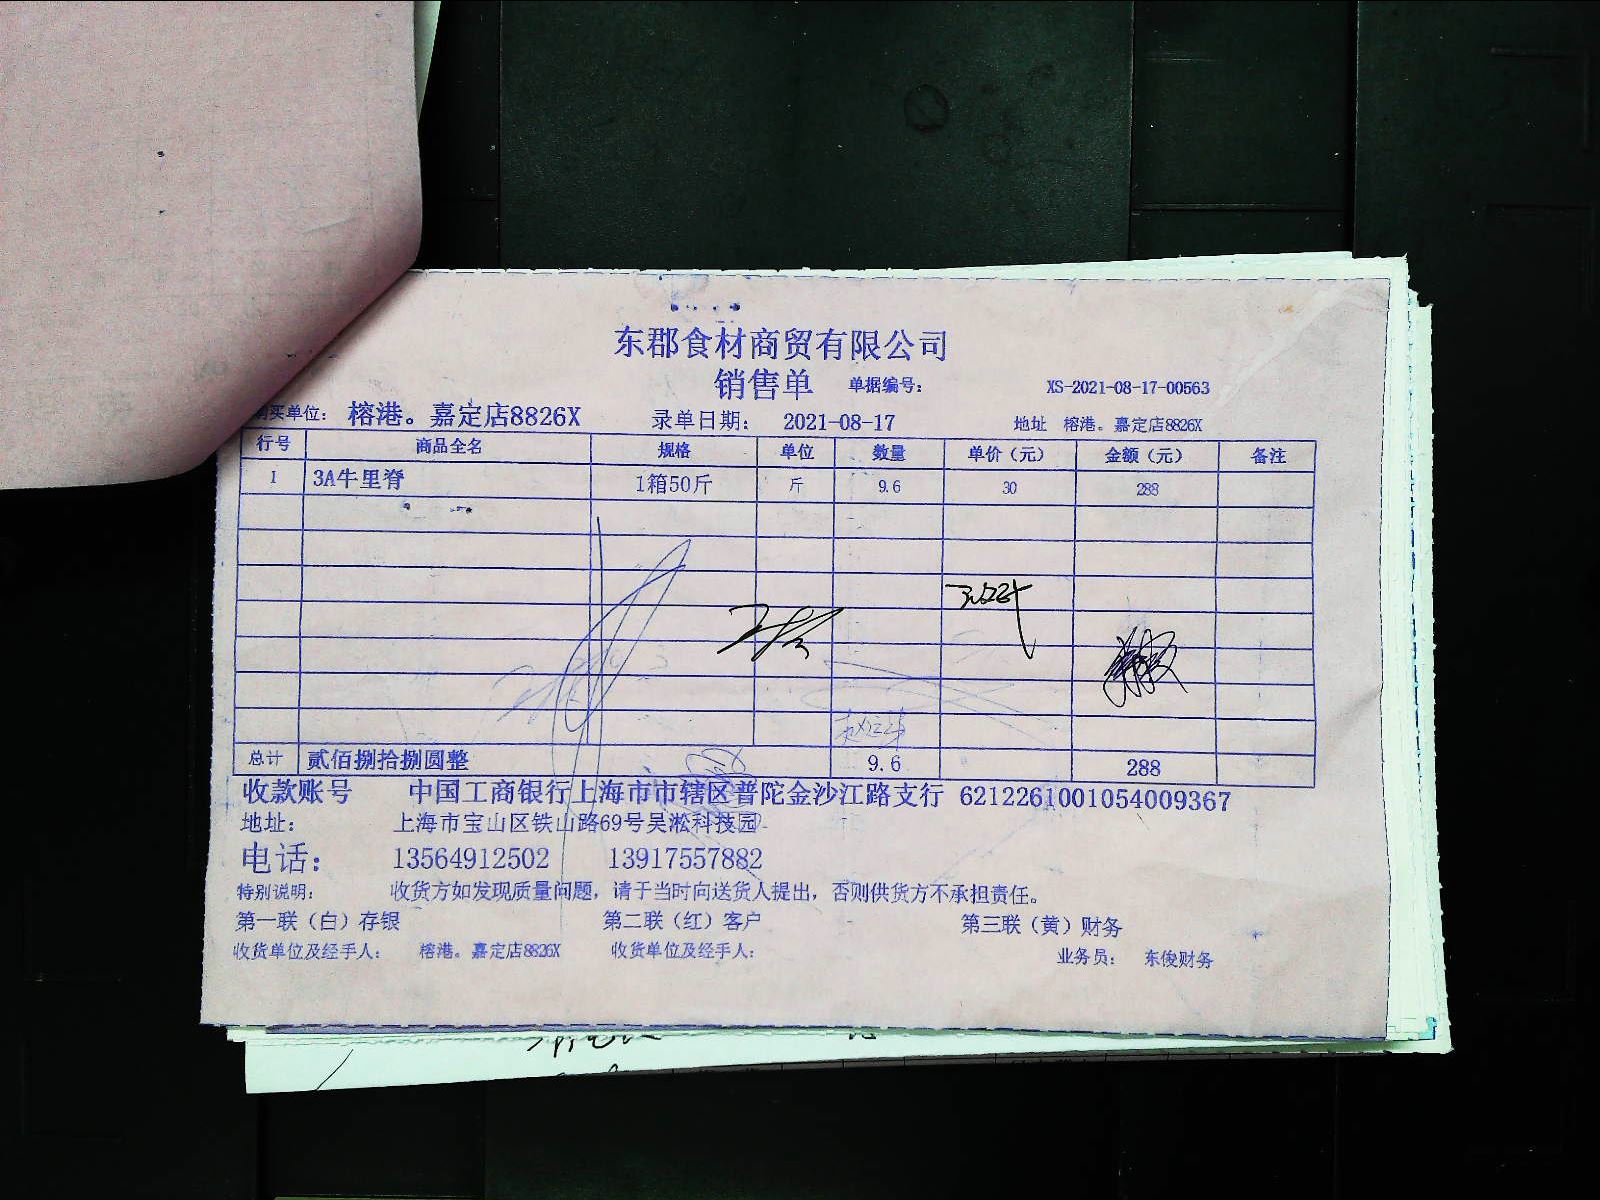 东郡食材商贸有限公司
销售单 单据编号: XS-2021-08-17-00563
买单位: 榕港。嘉定店8826X 录单日期: 2021-08-17 地址 榕港。嘉定店8826X
行号 商品全名 规格 单位 数量 单价（元） 金额（元） 备注
1 3A牛里脊 1箱50斤 斤 9.6 30 288
总计 贰佰捌拾捌圆整 9.6 288
收款账号 中国工商银行上海市市辖区普陀金沙江路支行 6212261001054009367
地址: 上海市宝山区铁山路69号吴淞科技园
电话: 13564912502 13917557882
特别说明: 收货方如发现质量问题，请于当时向送货人提出，否则供货方不承担责任。
第一联（白）存银 第二联（红）客户 第三联（黄）财务
收货单位及经手人: 榕港。嘉定店8826X 收货单位及经手人: 业务员: 东俊财务